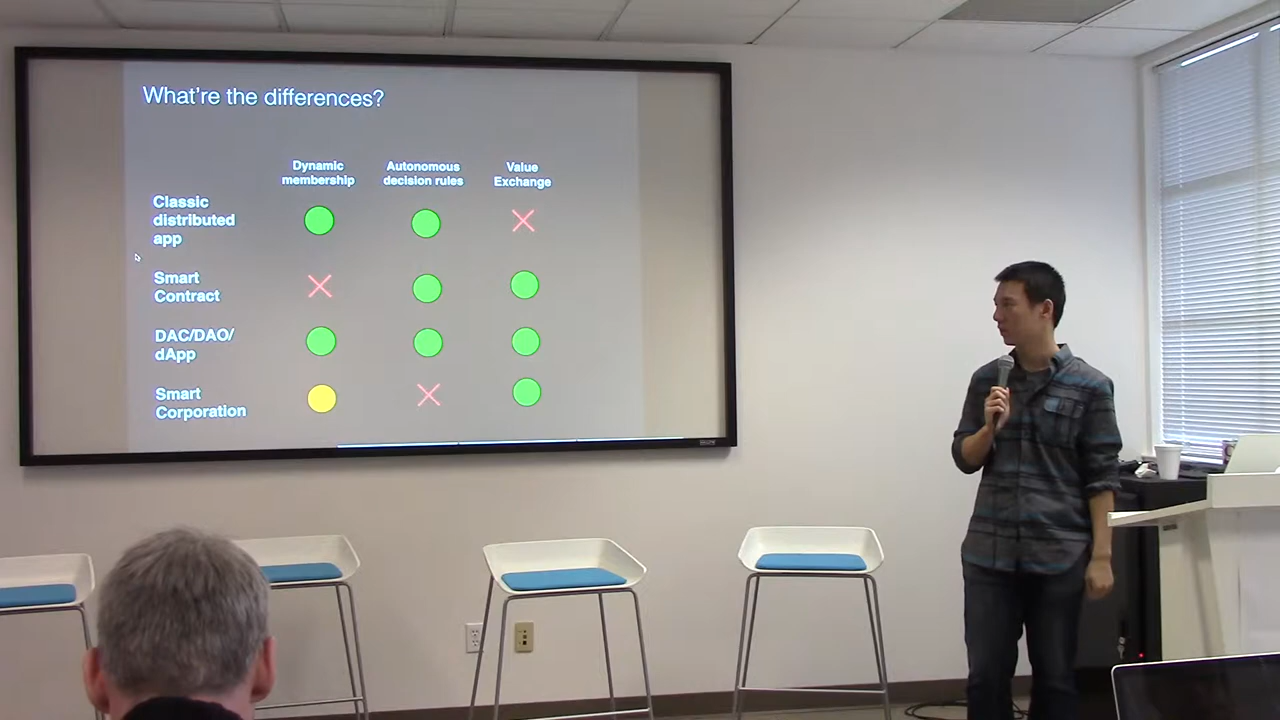 What're the differences?
Dynamic
membership
Autonomous
decision rules
Value
Exchange
Classic
distributed
app
Smart
Contract
DAC/DAO/
dApp
Smart
Corporation